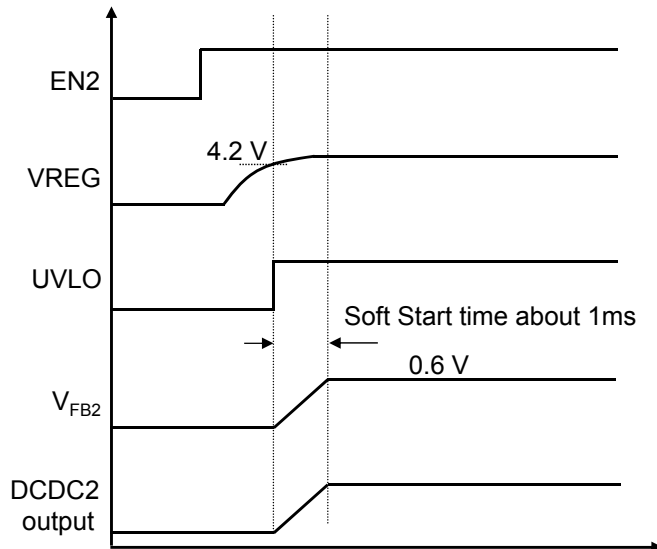 EN2
4.2 V
VREG
UVLO
Soft Start time about 1ms
0.6 V
VFB2
DCDC2
output